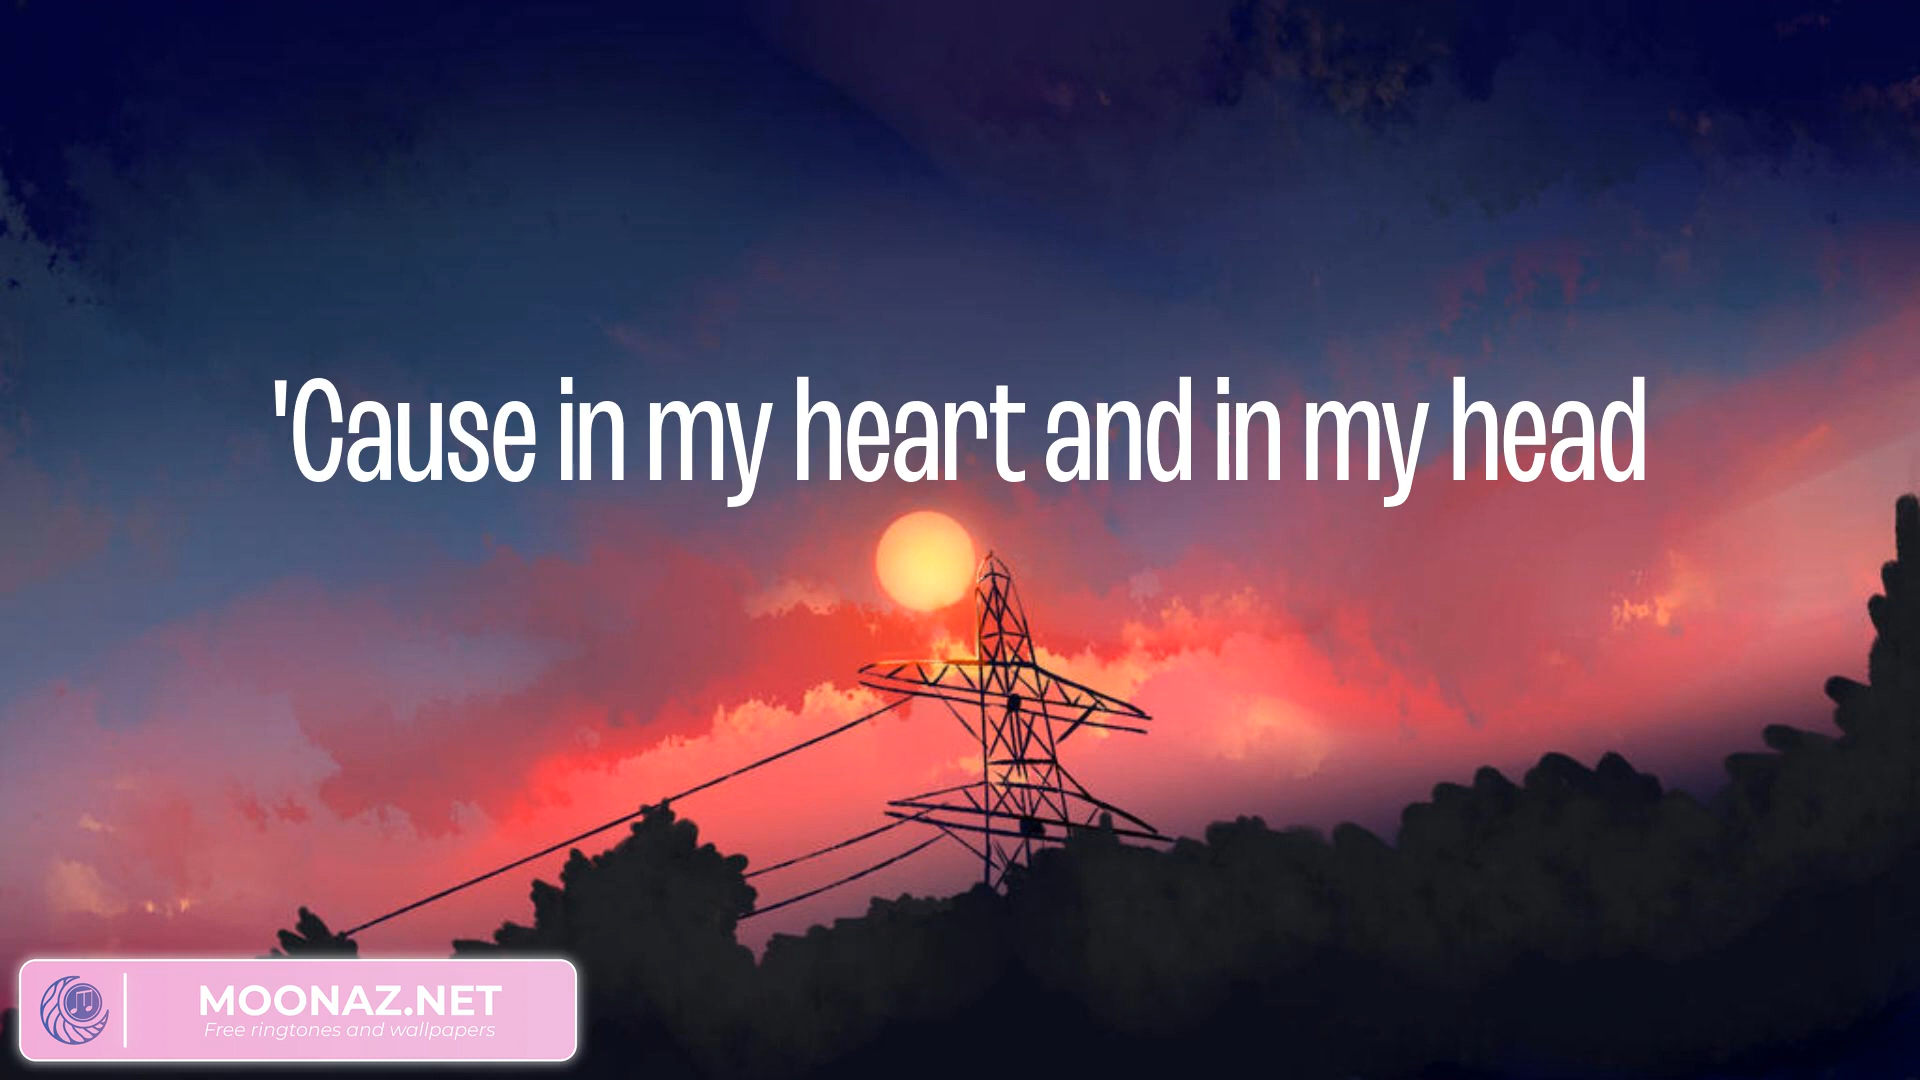 'Cause in my heart and in my head
MOONAZ.NET
Free ringtones and wallpapers